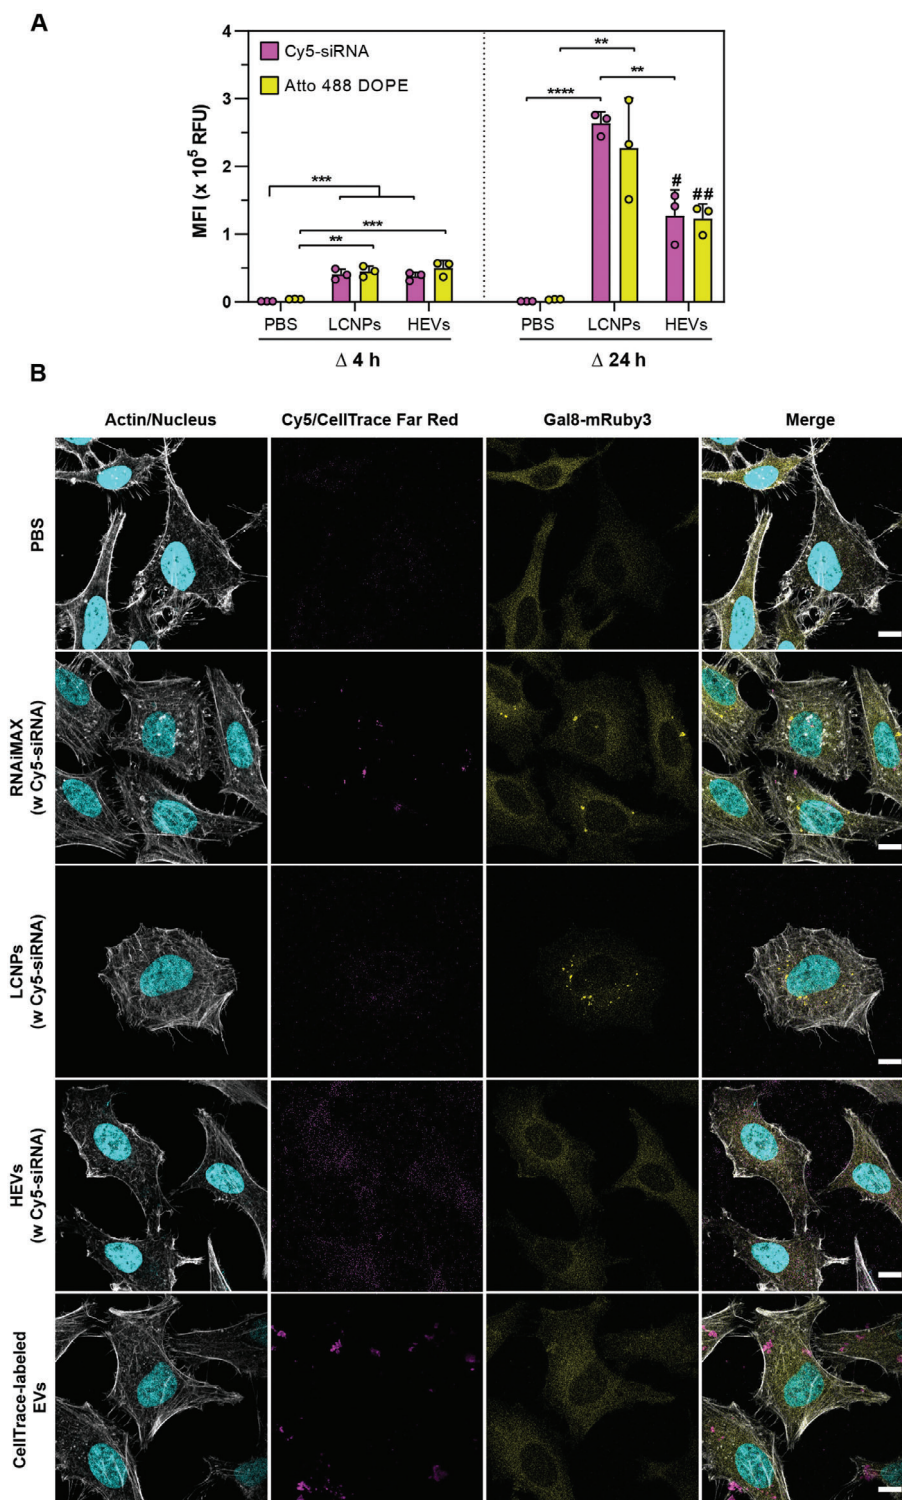 A
Cy5-siRNA
Atto 488 DOPE
MFI (x 10⁵ RFU)
4
3
2
1
0
***
***
**
**
**
****
#
##
PBS
LCNPs
HEVs
PBS
LCNPs
HEVs
Δ 4 h
Δ 24 h
B
Actin/Nucleus
Cy5/CellTrace Far Red
Gal8-mRuby3
Merge
PBS
RNAiMAX
(w Cy5-siRNA)
LCNPs
(w Cy5-siRNA)
HEVs
(w Cy5-siRNA)
CellTrace-labeled
EVs